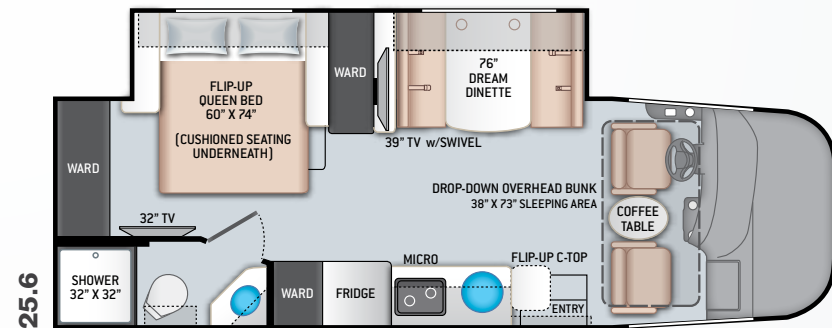 FLIP-UP
QUEEN BED
60" X 74"
(CUSHIONED SEATING
UNDERNEATH)
WARD
76"
DREAM
DINETTE
39" TV w/SWIVEL
WARD
32" TV
DROP-DOWN OVERHEAD BUNK
38" X 73" SLEEPING AREA
COFFEE
TABLE
SHOWER
32" X 32"
WARD
FRIDGE
MICRO
FLIP-UP C-TOP
ENTRY
25.6